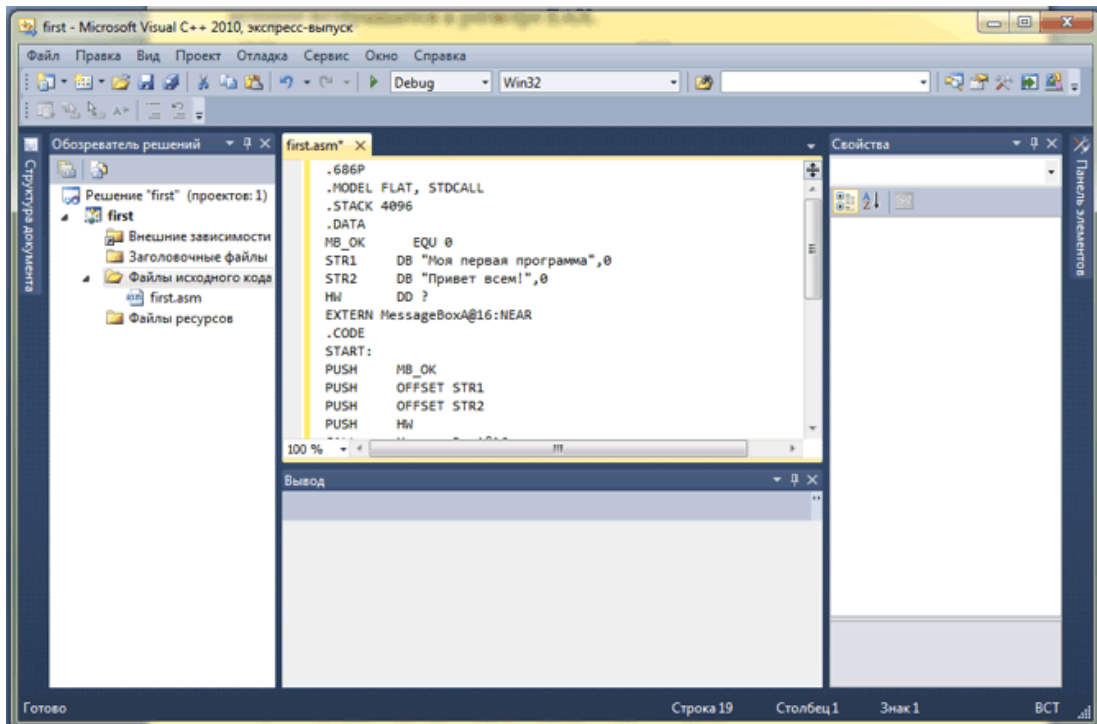 летние возвращается в регистре EAX.
first - Microsoft Visual C++ 2010, экспресс-выпуск
Файл Правка Вид Проект Отладка Сервис Окно Справка
Debug Win32
Обозреватель решений
Решение "first" (проектов: 1)
first
Внешние зависимости
Заголовочные файлы
Файлы исходного кода
first.asm
Файлы ресурсов
Структура документа
first.asm*
.686P
.MODEL FLAT, STDCALL
.STACK 4096
.DATA
MB_OK EQU 0
STR1 DB "Моя первая программа",0
STR2 DB "Привет всем!",0
HW DD ?
EXTERN MessageBoxA@16:NEAR
.CODE
START:
PUSH MB_OK
PUSH OFFSET STR1
PUSH OFFSET STR2
PUSH HW
100 %
Вывод
Свойства
Панель элементов
Готово Строка 19 Столбец 1 Знак 1 ВСТ